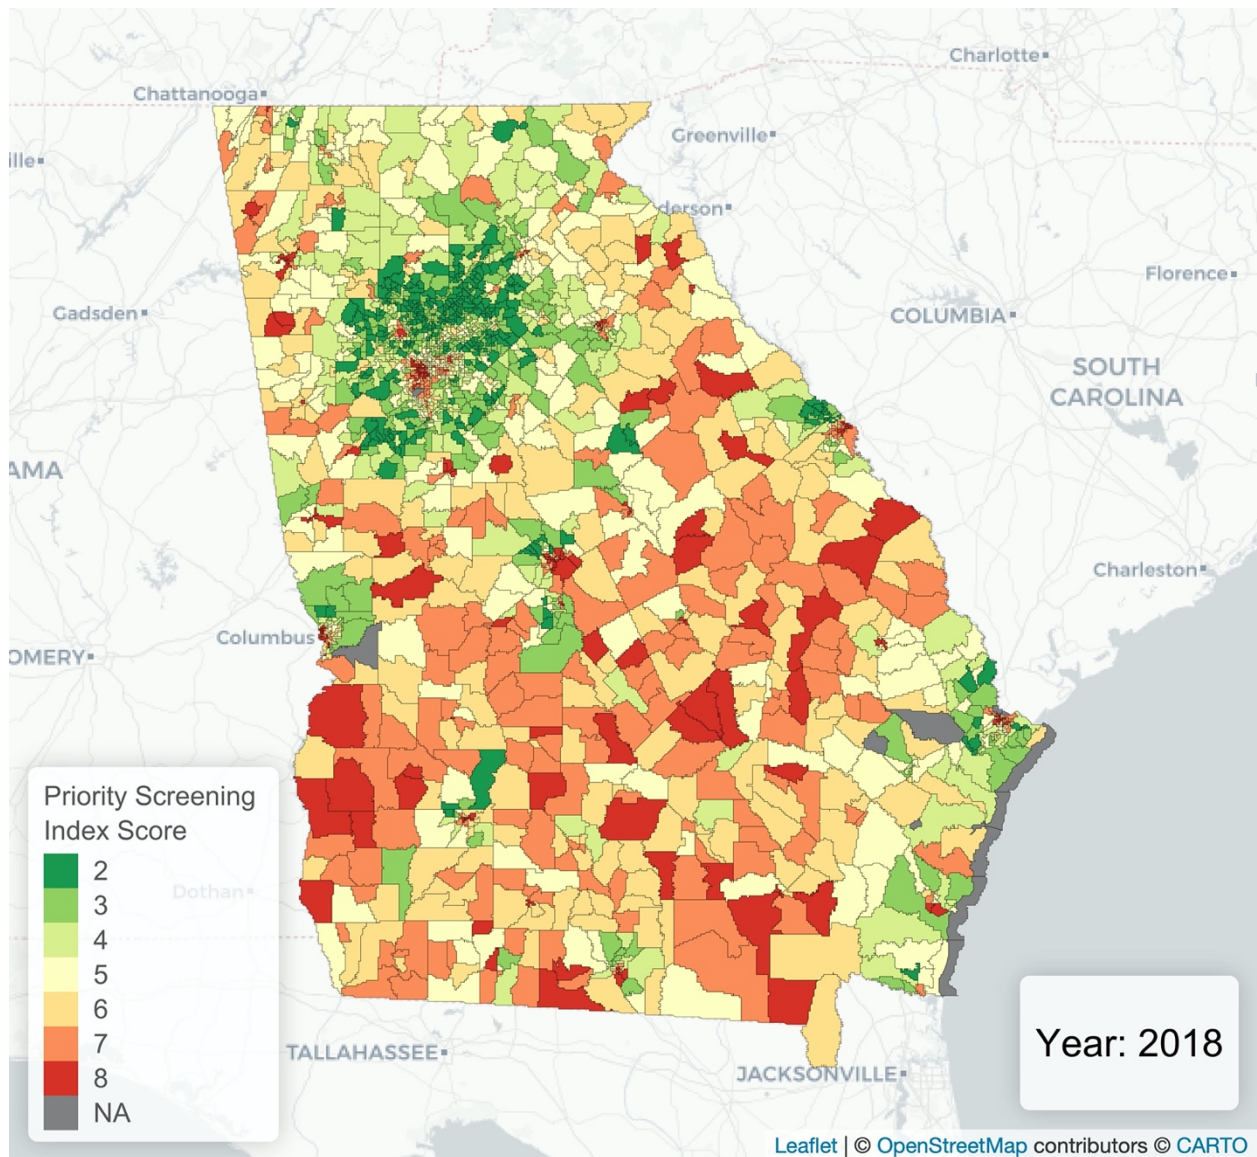 Charlotte
Chattanooga
Greenville
ille
derson
Florence
Gadsden
COLUMBIA
SOUTH
CAROLINA
AMA
Charleston
Columbus
OMERY
Priority Screening
Index Score
2
3
4
5
6
7
8
NA
Dothan
TALLAHASSEE
JACKSONVILLE
Year: 2018
Leaflet | © OpenStreetMap contributors © CARTO